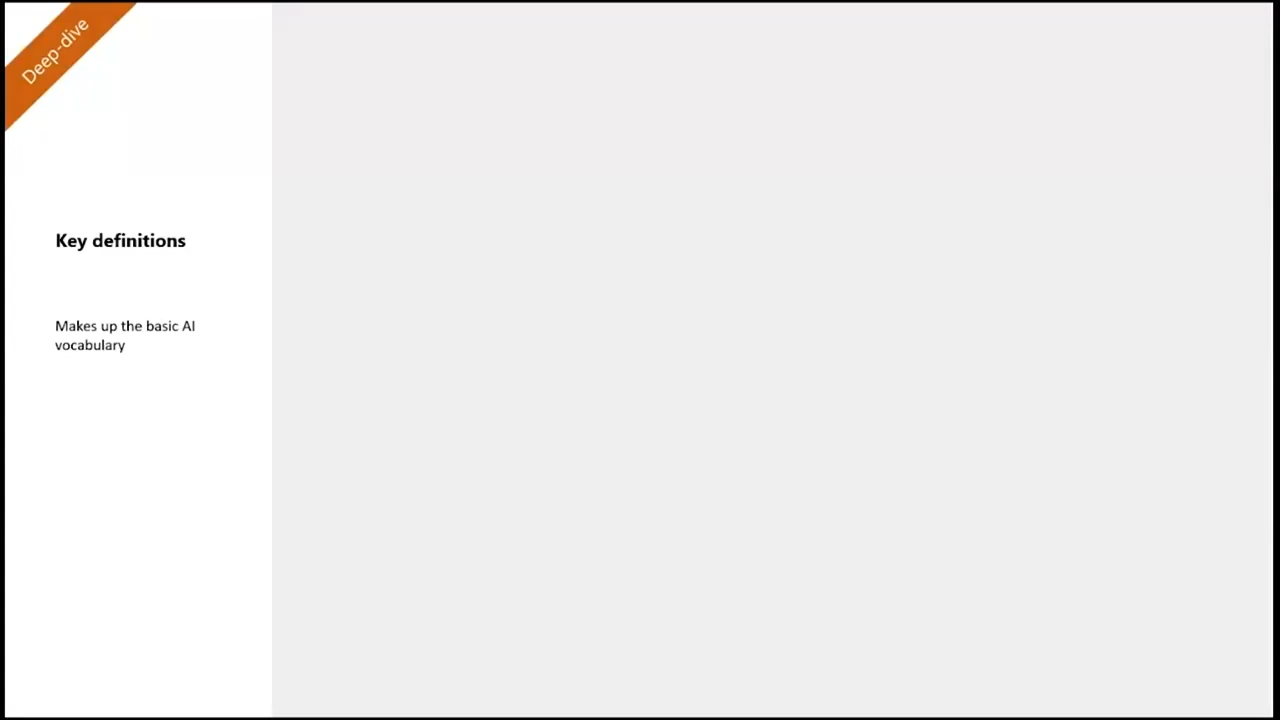 Deep-dive
Key definitions
Makes up the basic AI
vocabulary